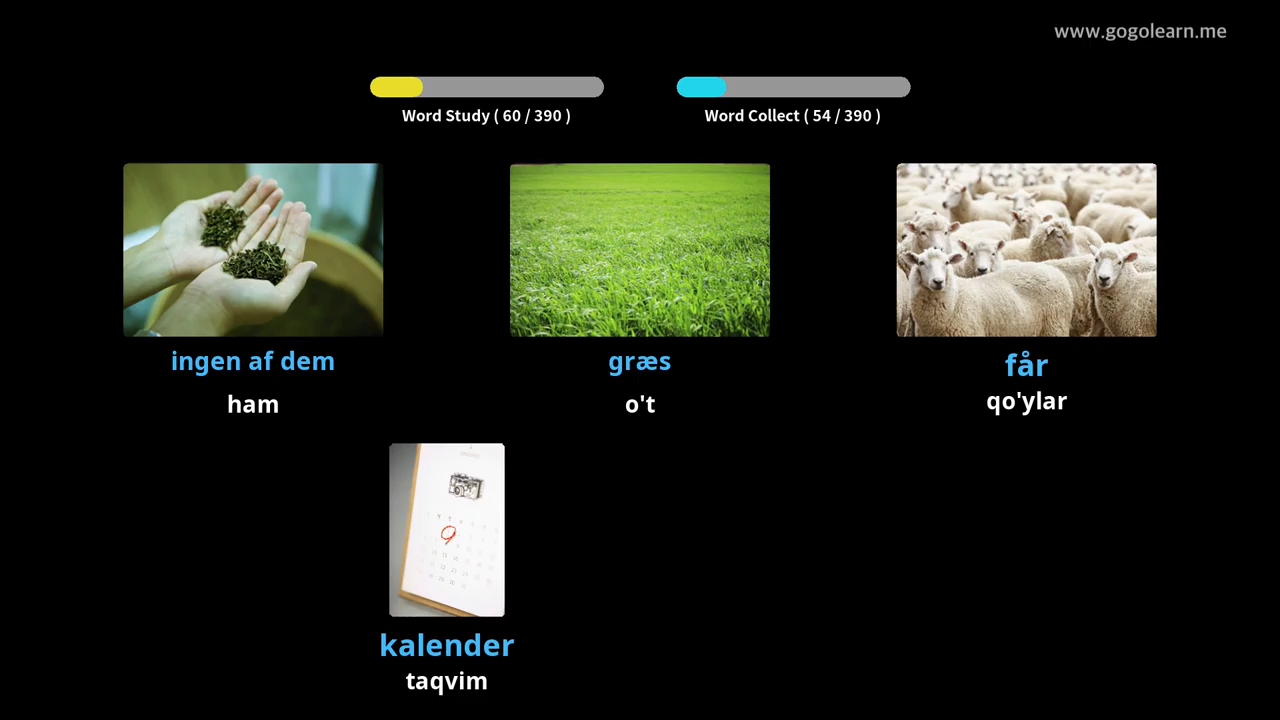 www.gogolearn.me
Word Study ( 60 / 390 )
Word Collect ( 54 / 390 )
ingen af dem
ham
græs
o't
får
qo'ylar
kalender
taqvim